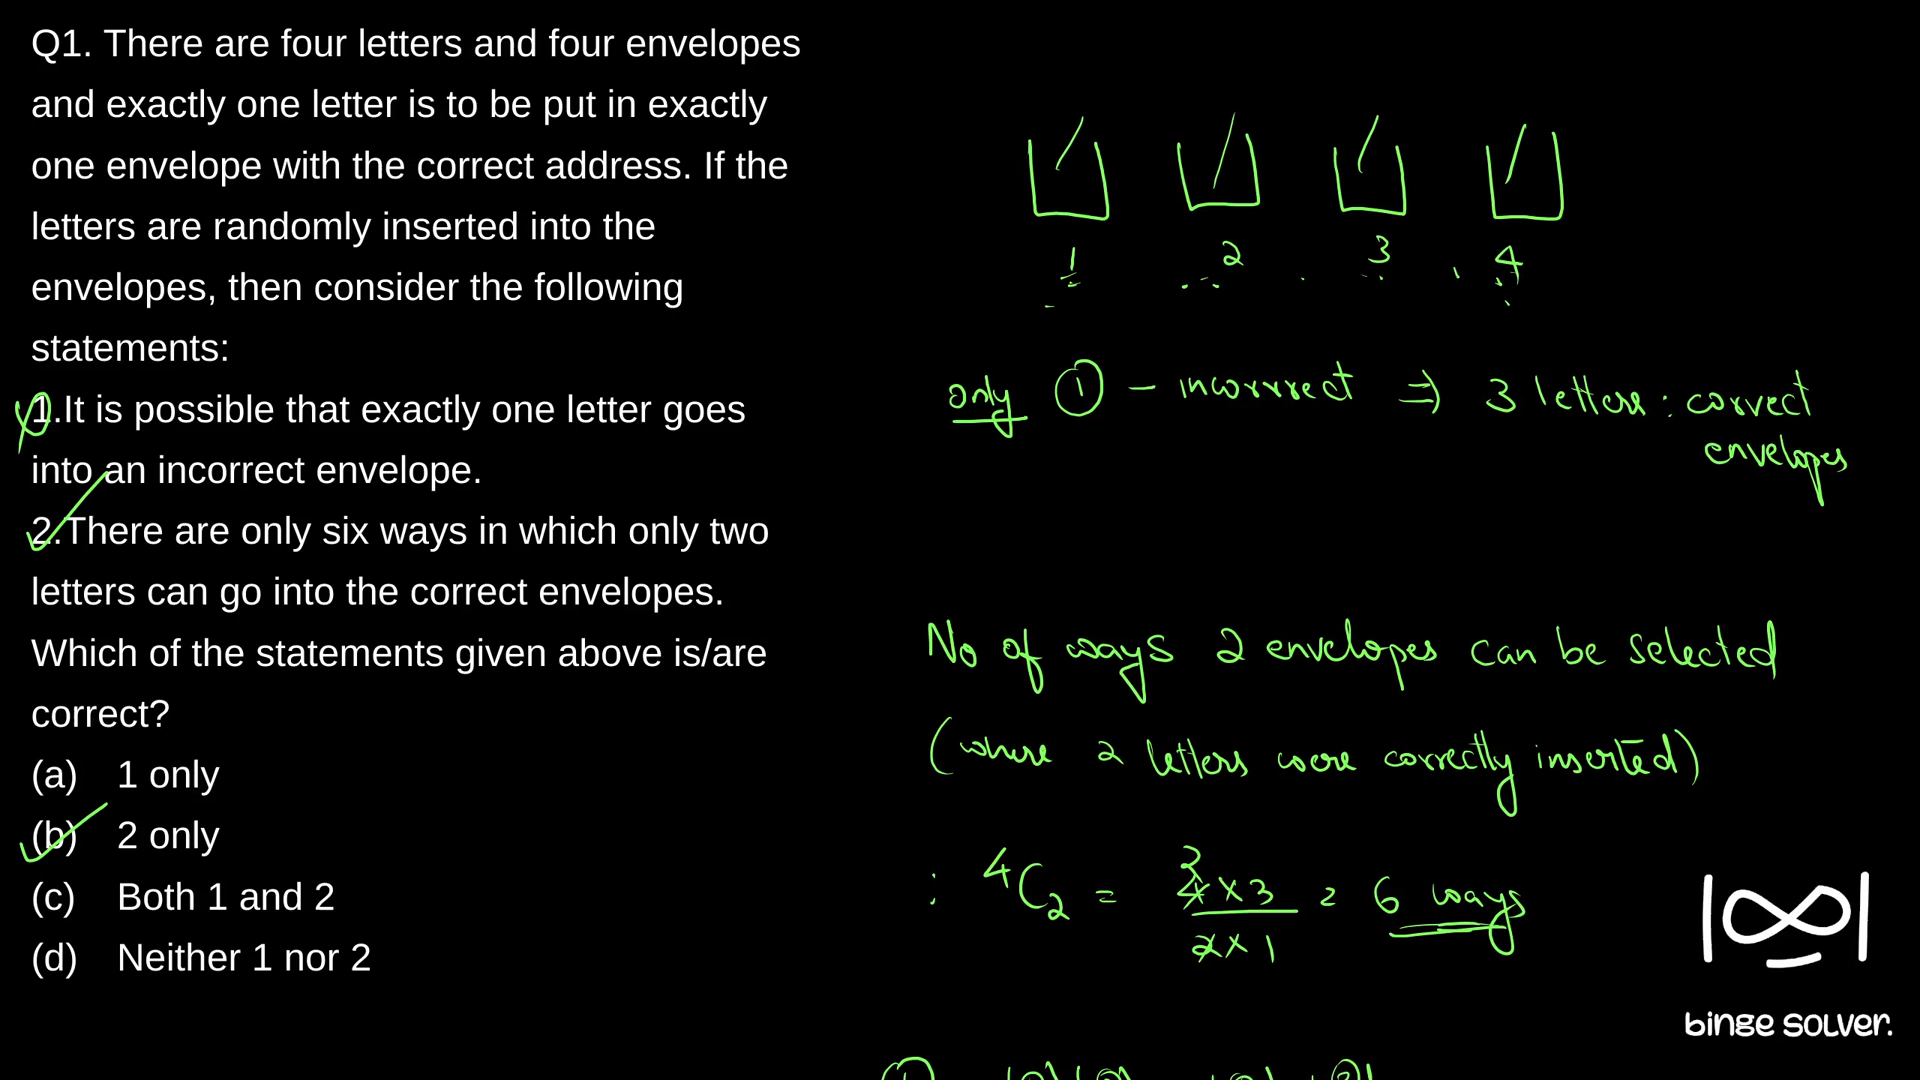 Q1. There are four letters and four envelopes
and exactly one letter is to be put in exactly
one envelope with the correct address. If the
letters are randomly inserted into the
envelopes, then consider the following
statements:
1.It is possible that exactly one letter goes
into an incorrect envelope.
2.There are only six ways in which only two
letters can go into the correct envelopes.
Which of the statements given above is/are
correct?
(a) 1 only
(b) 2 only
(c) Both 1 and 2
(d) Neither 1 nor 2
1 2 3 4
only 1 - incorrrect => 3 letters : correct
envelopes
No of ways 2 envelopes can be selected
(where 2 letters were correctly inserted)
: 4C2 = 4 x 3 / 2 x 1 = 6 ways
binge SOLVER.